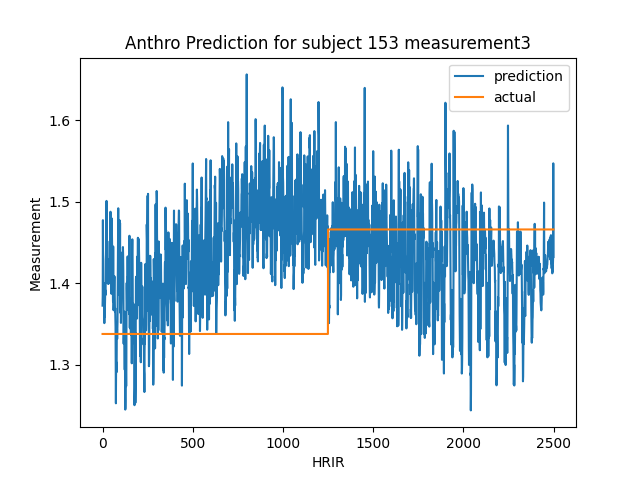 Anthro Prediction for subject 153 measurement3
prediction
actual
1.6
1.5
1.4
1.3
Measurement
0
500
1000
1500
2000
2500
HRIR